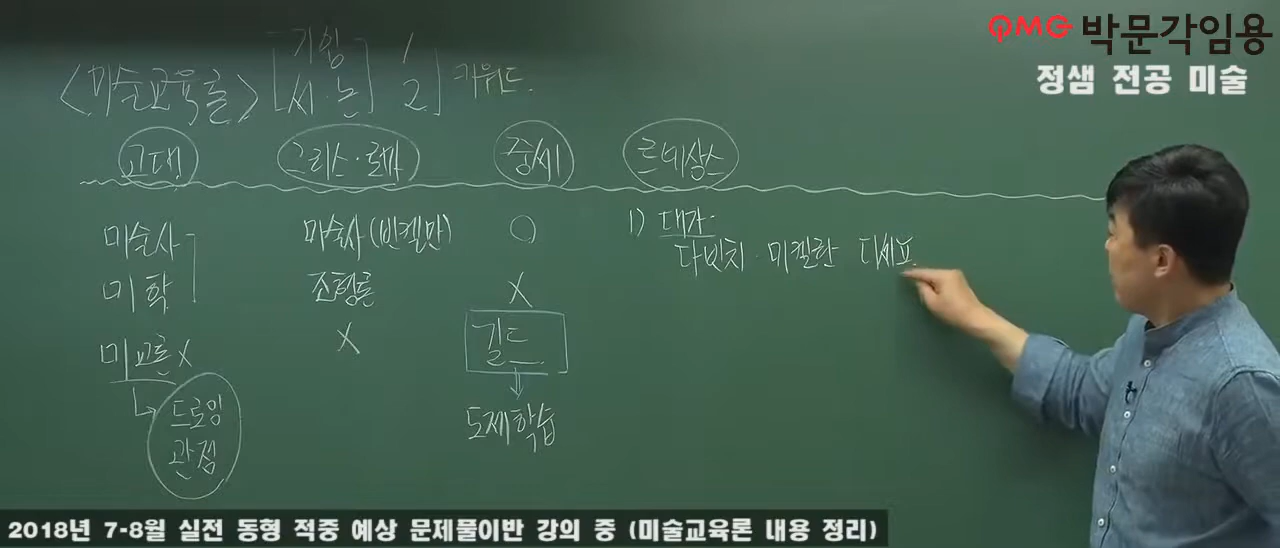 QMG 박문각임용
정샘 전공 미술
<미술교육론> [기입 서·논] 1 2] 키워드.
고대 그리스·로마 중세 르네상스
미술사 미술사(빈켈만) ○ 1) 대가·
다빈치·미켈란
미학 조형론 X
미교론 X X 길드
드로잉 도제학습
관점
2018년 7-8월 실전 동형 적중 예상 문제풀이반 강의 중 (미술교육론 내용 정리)